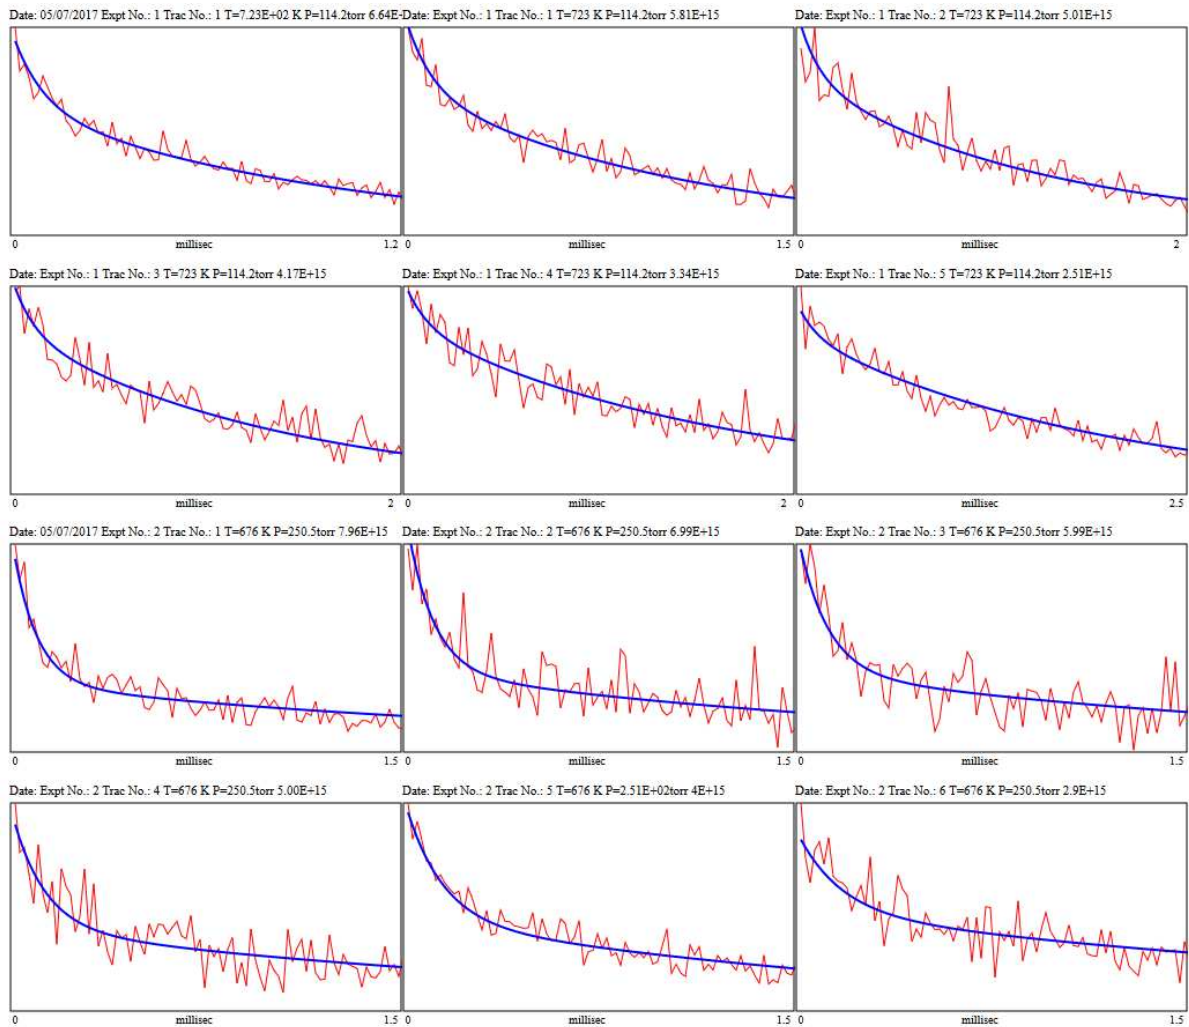 Date: 05/07/2017 Expt No.: 1 Trac No.: 1 T=7.23E+02 K P=114.2torr 6.64E-
Date: Expt No.: 1 Trac No.: 1 T=723 K P=114.2torr 5.81E+15
Date: Expt No.: 1 Trac No.: 2 T=723 K P=114.2torr 5.01E+15
0 millisec 1.2
0 millisec 1.5
0 millisec 2
Date: Expt No.: 1 Trac No.: 3 T=723 K P=114.2torr 4.17E+15
Date: Expt No.: 1 Trac No.: 4 T=723 K P=114.2torr 3.34E+15
Date: Expt No.: 1 Trac No.: 5 T=723 K P=114.2torr 2.51E+15
0 millisec 2
0 millisec 2
0 millisec 2.5
Date: 05/07/2017 Expt No.: 2 Trac No.: 1 T=676 K P=250.5torr 7.96E+15
Date: Expt No.: 2 Trac No.: 2 T=676 K P=250.5torr 6.99E+15
Date: Expt No.: 2 Trac No.: 3 T=676 K P=250.5torr 5.99E+15
0 millisec 1.5
0 millisec 1.5
0 millisec 1.5
Date: Expt No.: 2 Trac No.: 4 T=676 K P=250.5torr 5.00E+15
Date: Expt No.: 2 Trac No.: 5 T=676 K P=2.51E+02torr 4E+15
Date: Expt No.: 2 Trac No.: 6 T=676 K P=250.5torr 2.9E+15
0 millisec 1.5
0 millisec 1.5
0 millisec 1.5